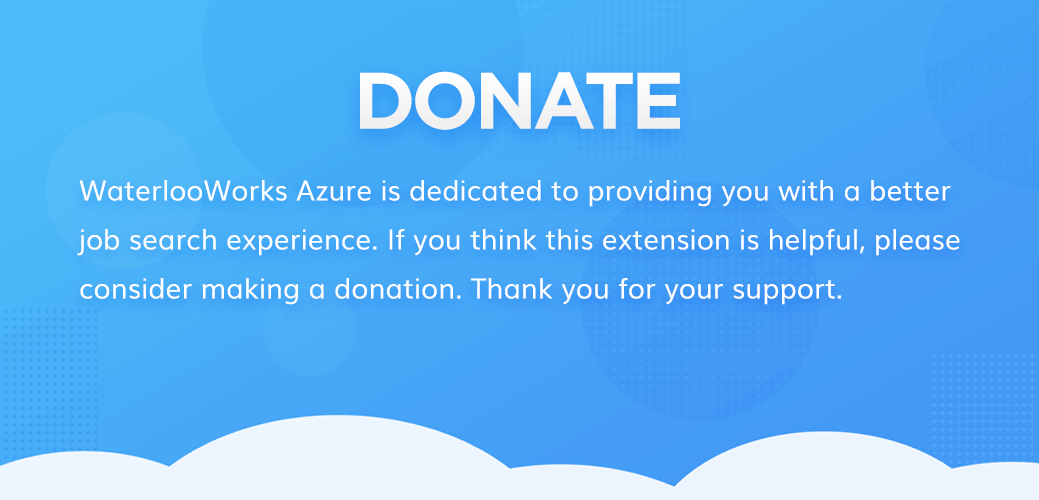 DONATE
WaterlooWorks Azure is dedicated to providing you with a better
job search experience. If you think this extension is helpful, please
consider making a donation. Thank you for your support.